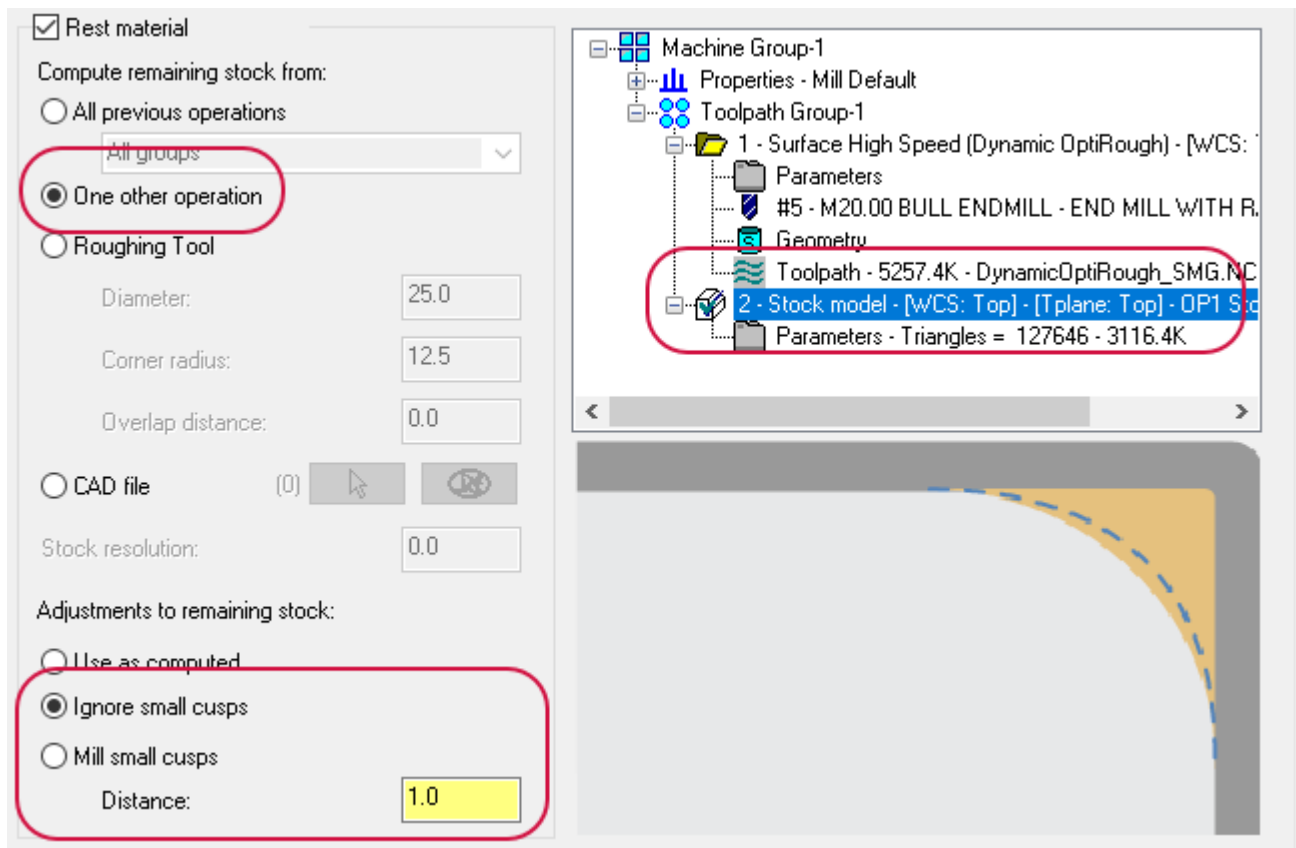 Rest material
Compute remaining stock from:
All previous operations
All groups
One other operation
Roughing Tool
Diameter: 25.0
Corner radius: 12.5
Overlap distance: 0.0
CAD file (0)
Stock resolution: 0.0
Adjustments to remaining stock:
Use as computed
Ignore small cusps
Mill small cusps
Distance: 1.0
Machine Group-1
Properties - Mill Default
Toolpath Group-1
1 - Surface High Speed (Dynamic OptiRough) - [WCS:
Parameters
#5 - M20.00 BULL ENDMILL - END MILL WITH R
Geometry
Toolpath - 5257.4K - DynamicOptiRough_SMG.NC
2 - Stock model - [WCS: Top] - [Tplane: Top] - OP1 Sto
Parameters - Triangles = 127646 - 3116.4K